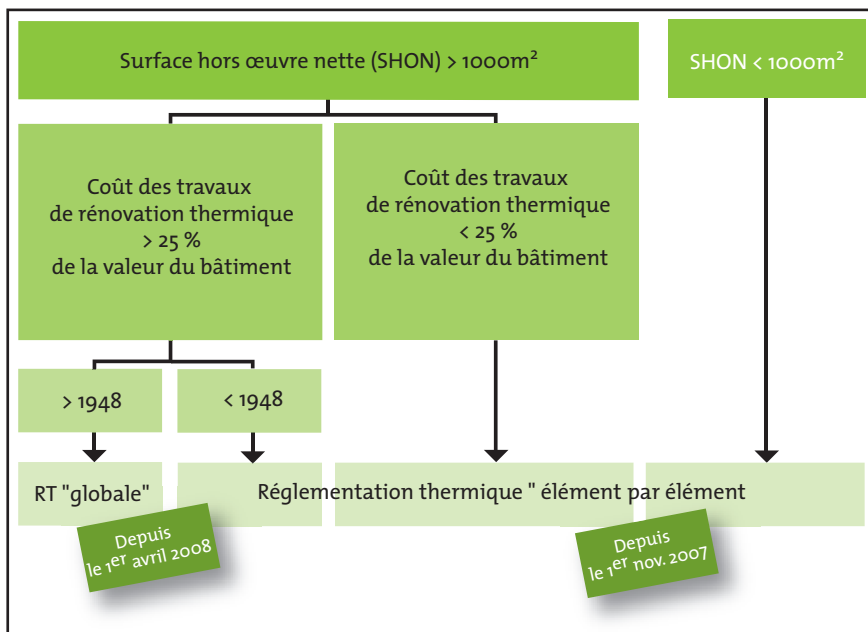 Surface hors œuvre nette (SHON) > 1000m²
SHON < 1000m²
Coût des travaux
de rénovation thermique
> 25 %
de la valeur du bâtiment
Coût des travaux
de rénovation thermique
< 25 %
de la valeur du bâtiment
> 1948
< 1948
RT "globale"
Réglementation thermique " élément par élément
Depuis
le 1er avril 2008
Depuis
le 1er nov. 2007